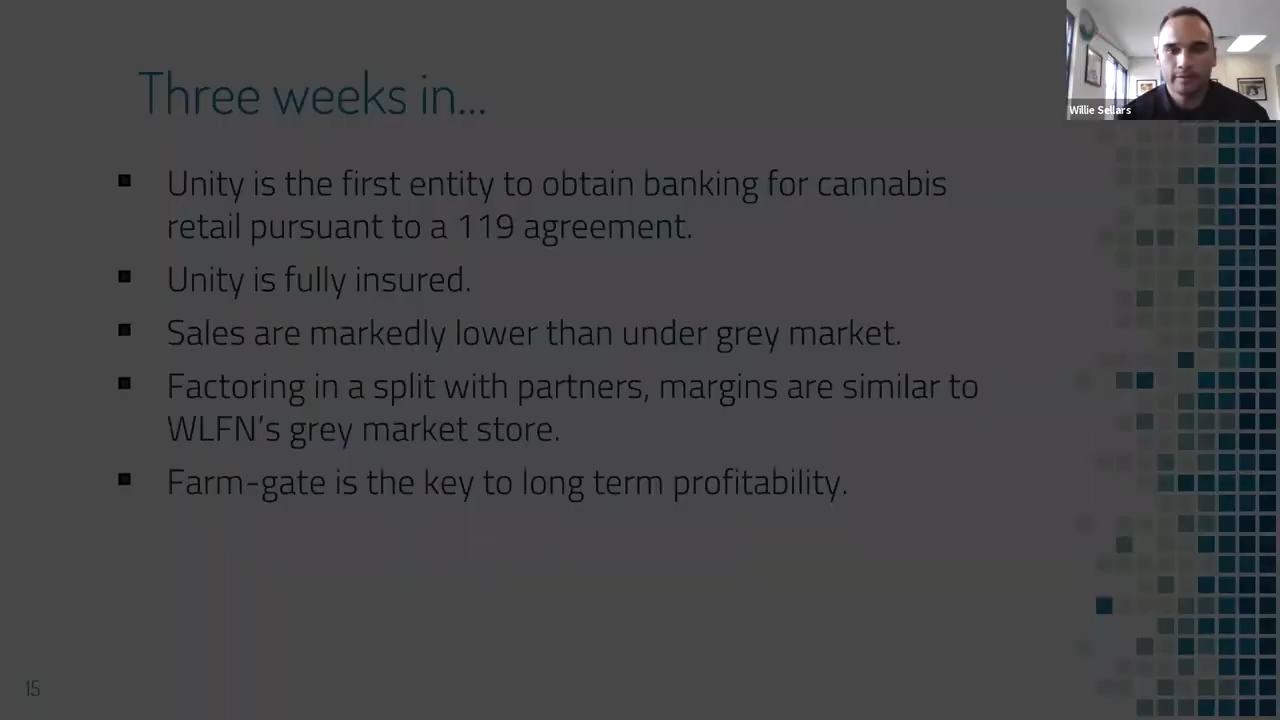 Three weeks in...
Unity is the first entity to obtain banking for cannabis
retail pursuant to a 119 agreement.
Unity is fully insured.
Sales are markedly lower than under grey market.
Factoring in a split with partners, margins are similar to
WLFN’s grey market store.
Farm-gate is the key to long term profitability.
15
Willie Sellars